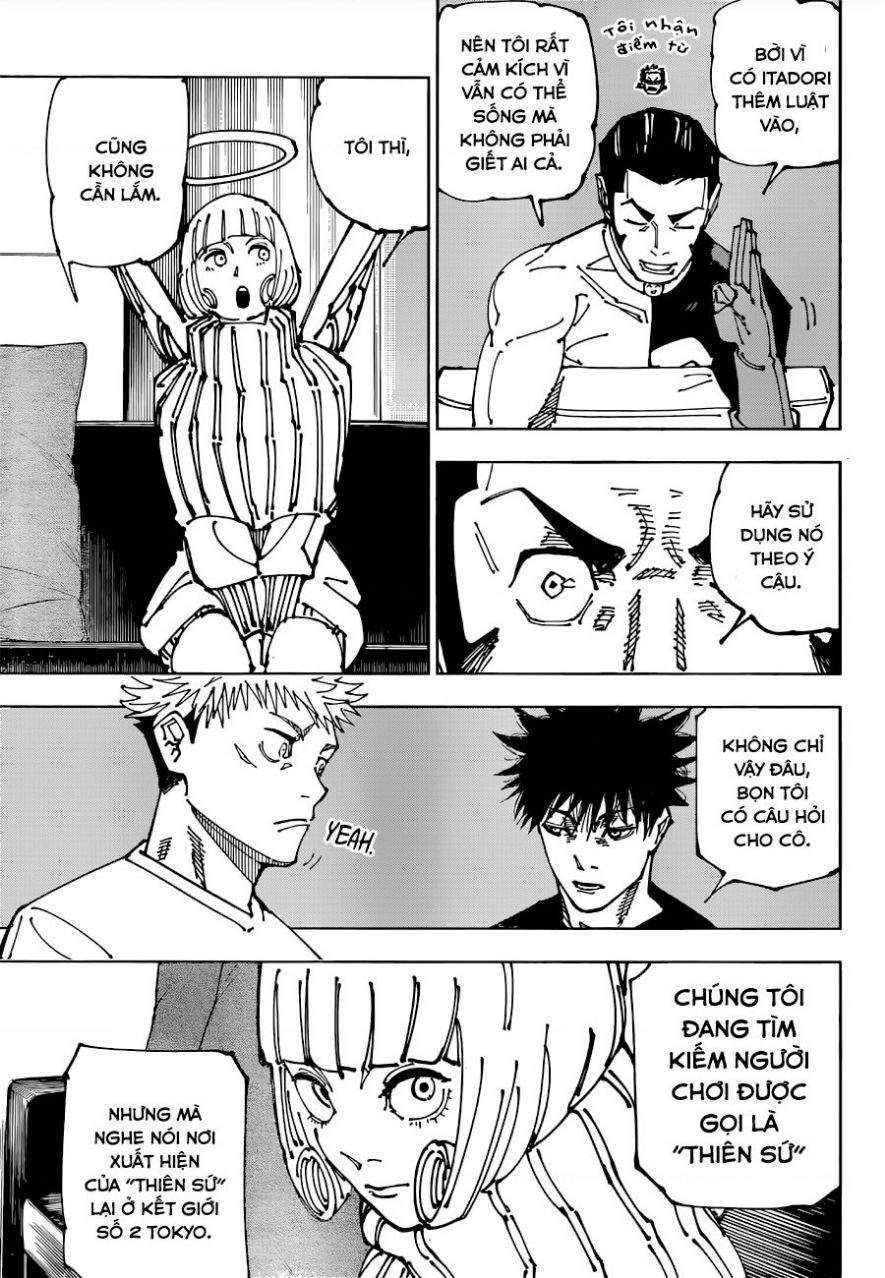 BỞI VÌ
CÓ ITADORI
THÊM LUẬT
VÀO,
Tôi nhận
điểm từ
NÊN TÔI RẤT
CẢM KÍCH VÌ
VẪN CÓ THỂ
SỐNG MÀ
KHÔNG PHẢI
GIẾT AI CẢ.
HÃY SỬ
DỤNG NÓ
THEO Ý
CẬU.
TÔI THÌ,
CŨNG
KHÔNG
CẦN LẮM.
KHÔNG CHỈ
VẬY ĐÂU,
BỌN TÔI
CÓ CÂU HỎI
CHO CÔ.
YEAH.
CHÚNG TÔI
ĐANG TÌM
KIẾM NGƯỜI
CHƠI ĐƯỢC
GỌI LÀ
“THIÊN SỨ”
NHƯNG MÀ
NGHE NÓI NƠI
XUẤT HIỆN
CỦA “THIÊN SỨ”
LẠI Ở KẾT GIỚI
SỐ 2 TOKYO.